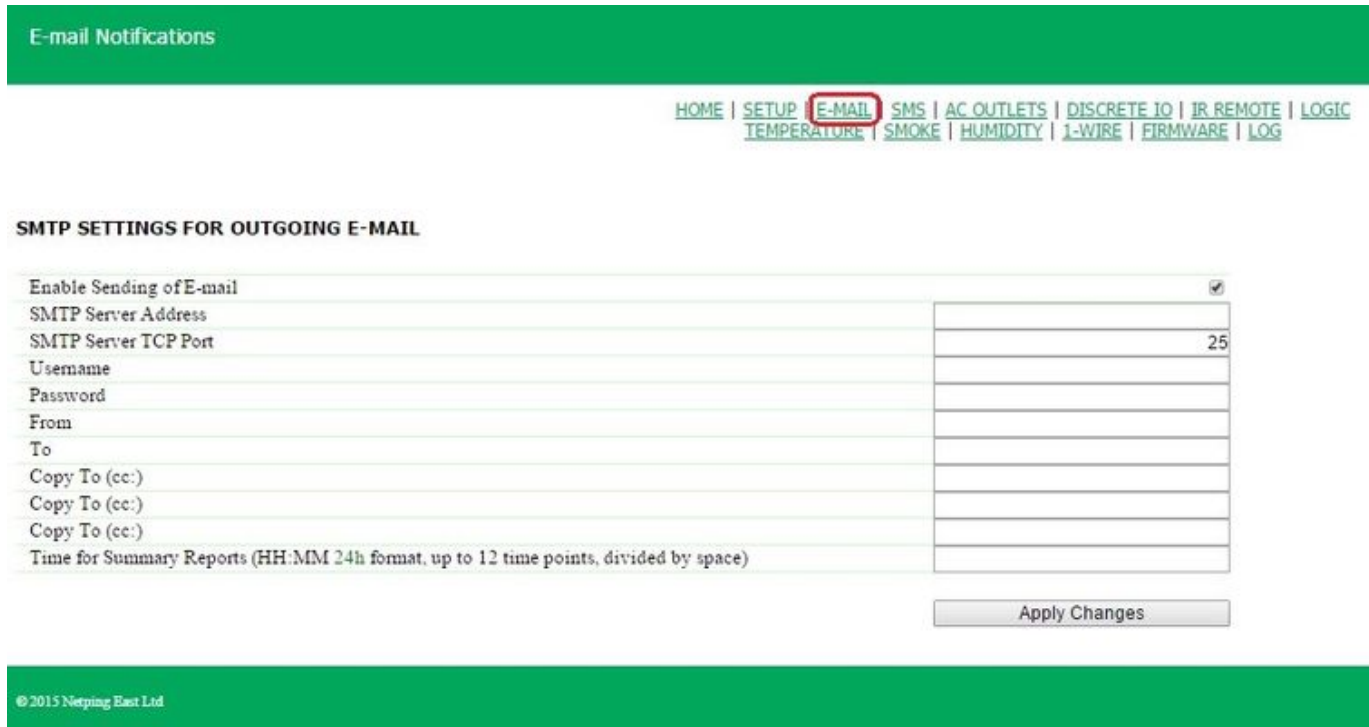 E-mail Notifications
HOME | SETUP | E-MAIL | SMS | AC OUTLETS | DISCRETE IO | IR REMOTE | LOGIC
TEMPERATURE | SMOKE | HUMIDITY | 1-WIRE | FIRMWARE | LOG
SMTP SETTINGS FOR OUTGOING E-MAIL
Enable Sending of E-mail
SMTP Server Address
SMTP Server TCP Port 25
Username
Password
From
To
Copy To (cc:)
Copy To (cc:)
Copy To (cc:)
Time for Summary Reports (HH:MM 24h format, up to 12 time points, divided by space)
Apply Changes
©2015 Netping East Ltd